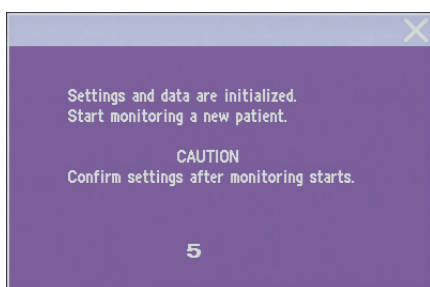 Settings and data are initialized.
Start monitoring a new patient.
CAUTION
Confirm settings after monitoring starts.
5